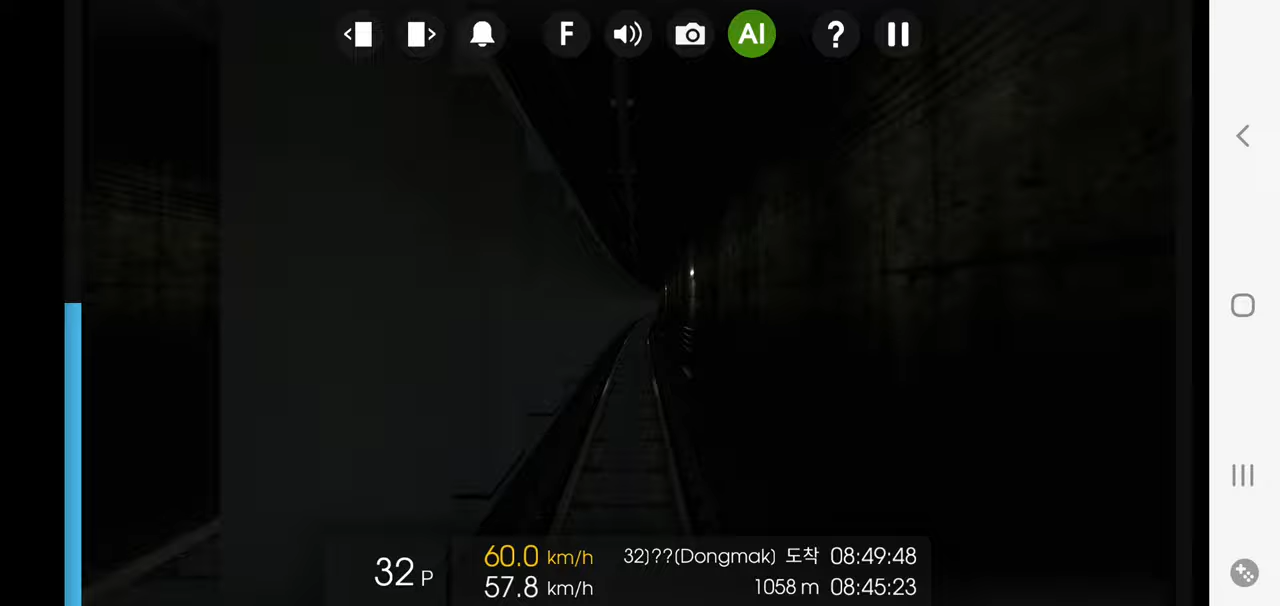 F AI ?
32 P
60.0 km/h
57.8 km/h
32)??(Dongmak) 도착 08:49:48
1058 m 08:45:23